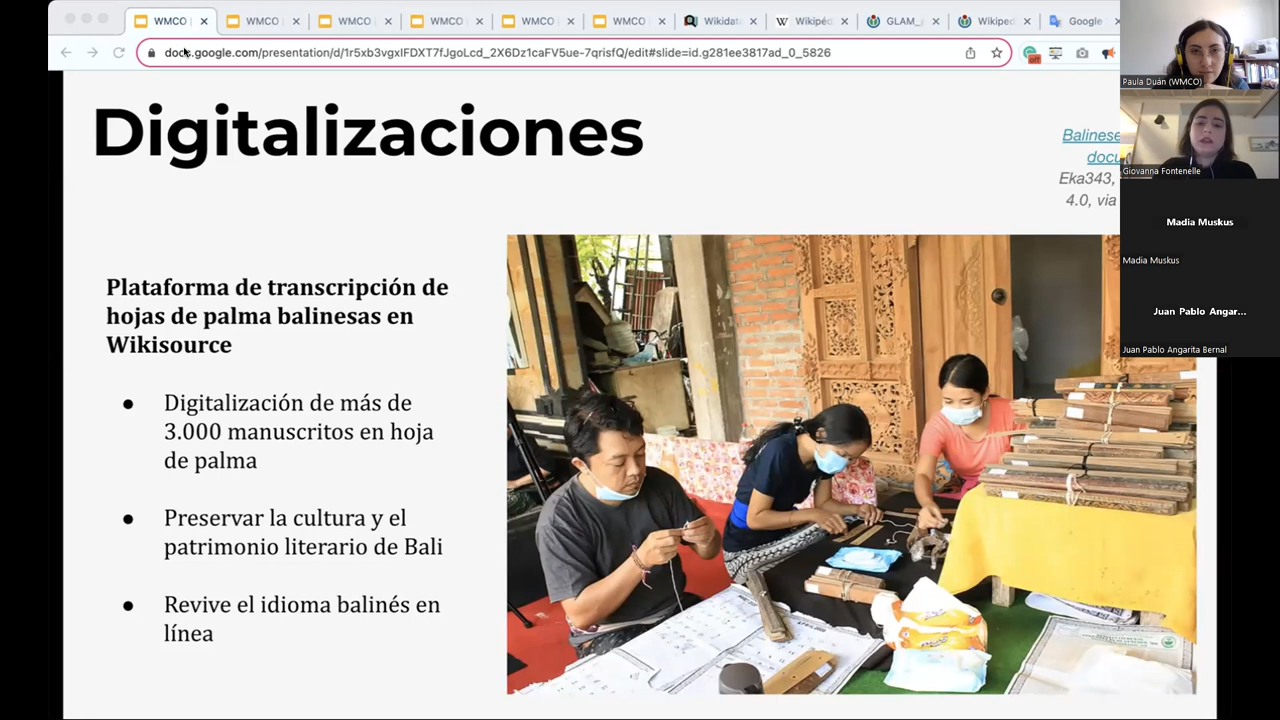 WMCO |
WMCO |
WMCO |
WMCO |
WMCO |
WMCO |
Wikidat
Wikipéd
GLAM_
Wikiped
Google
docs.google.com/presentation/d/1r5xb3vgxIFDXT7fJgoLcd_2X6Dz1caFV5ue-7qrisfQ/edit#slide=id.g281ee3817ad_0_5826
off
Digitalizaciones
Balinese
docu
Eka343,
4.0, via
Plataforma de transcripción de
hojas de palma balinesas en
Wikisource
● Digitalización de más de
3.000 manuscritos en hoja
de palma
● Preservar la cultura y el
patrimonio literario de Bali
● Revive el idioma balinés en
línea
Paula Duán (WMCO)
Giovanna Fontenelle
Madia Muskus
Madia Muskus
Juan Pablo Angar...
Juan Pablo Angarita Bernal